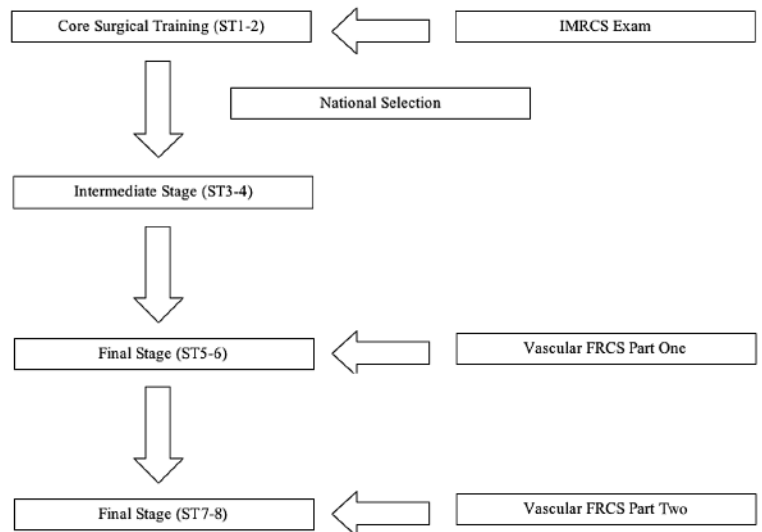 Core Surgical Training (ST1-2)
IMRCS Exam
National Selection
Intermediate Stage (ST3-4)
Final Stage (ST5-6)
Vascular FRCS Part One
Final Stage (ST7-8)
Vascular FRCS Part Two